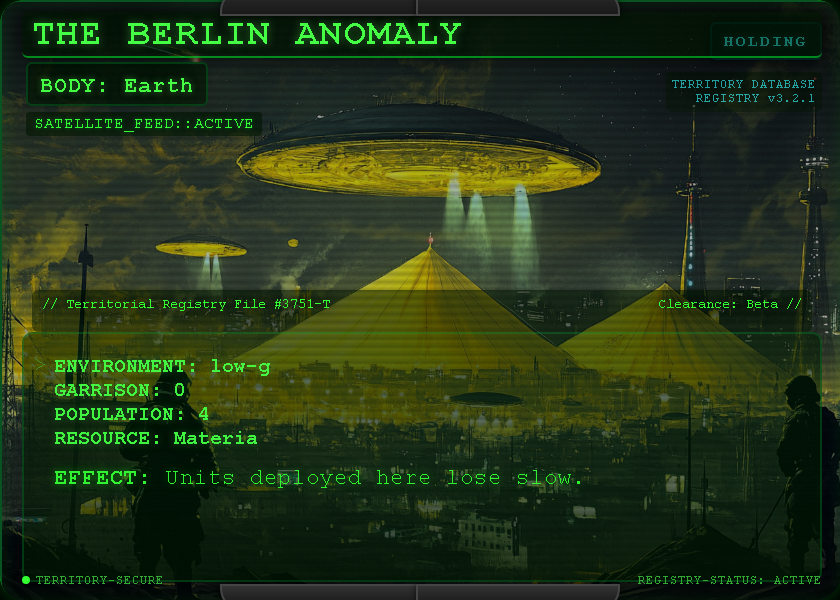 THE BERLIN ANOMALY
HOLDING
BODY: Earth
TERRITORY DATABASE
REGISTRY v3.2.1
SATELLITE_FEED::ACTIVE
// Territorial Registry File #3751-T
Clearance: Beta //
> ENVIRONMENT: low-g
GARRISON: 0
POPULATION: 4
RESOURCE: Materia
EFFECT: Units deployed here lose slow.
TERRITORY-SECURE
REGISTRY-STATUS: ACTIVE